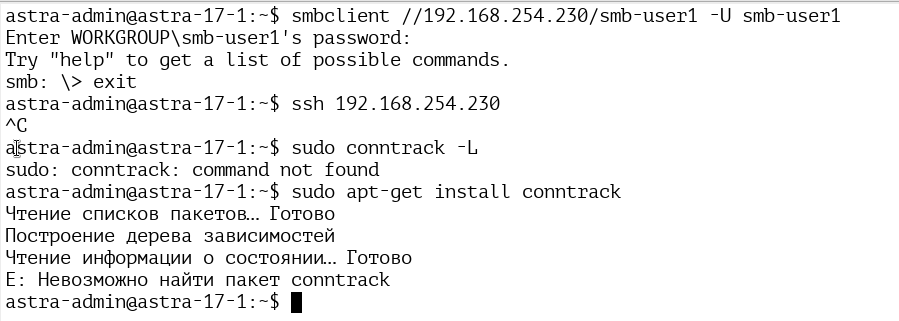 astra-admin@astra-17-1:~$ smbclient //192.168.254.230/smb-user1 -U smb-user1
Enter WORKGROUP\smb-user1's password:
Try "help" to get a list of possible commands.
smb: \> exit
astra-admin@astra-17-1:~$ ssh 192.168.254.230
^C
astra-admin@astra-17-1:~$ sudo conntrack -L
sudo: conntrack: command not found
astra-admin@astra-17-1:~$ sudo apt-get install conntrack
Чтение списков пакетов… Готово
Построение дерева зависимостей
Чтение информации о состоянии… Готово
E: Невозможно найти пакет conntrack
astra-admin@astra-17-1:~$